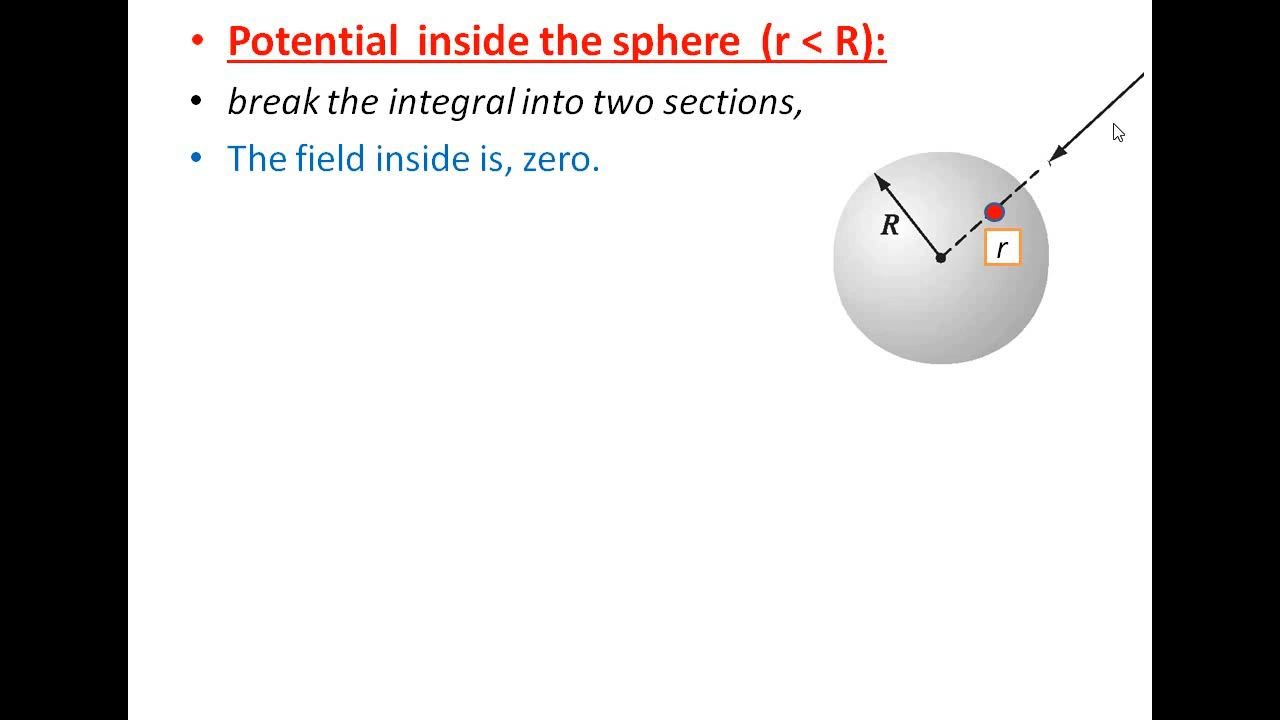 • Potential  inside the sphere  (r < R):
• break the integral into two sections,
• The field inside is, zero.
R
r